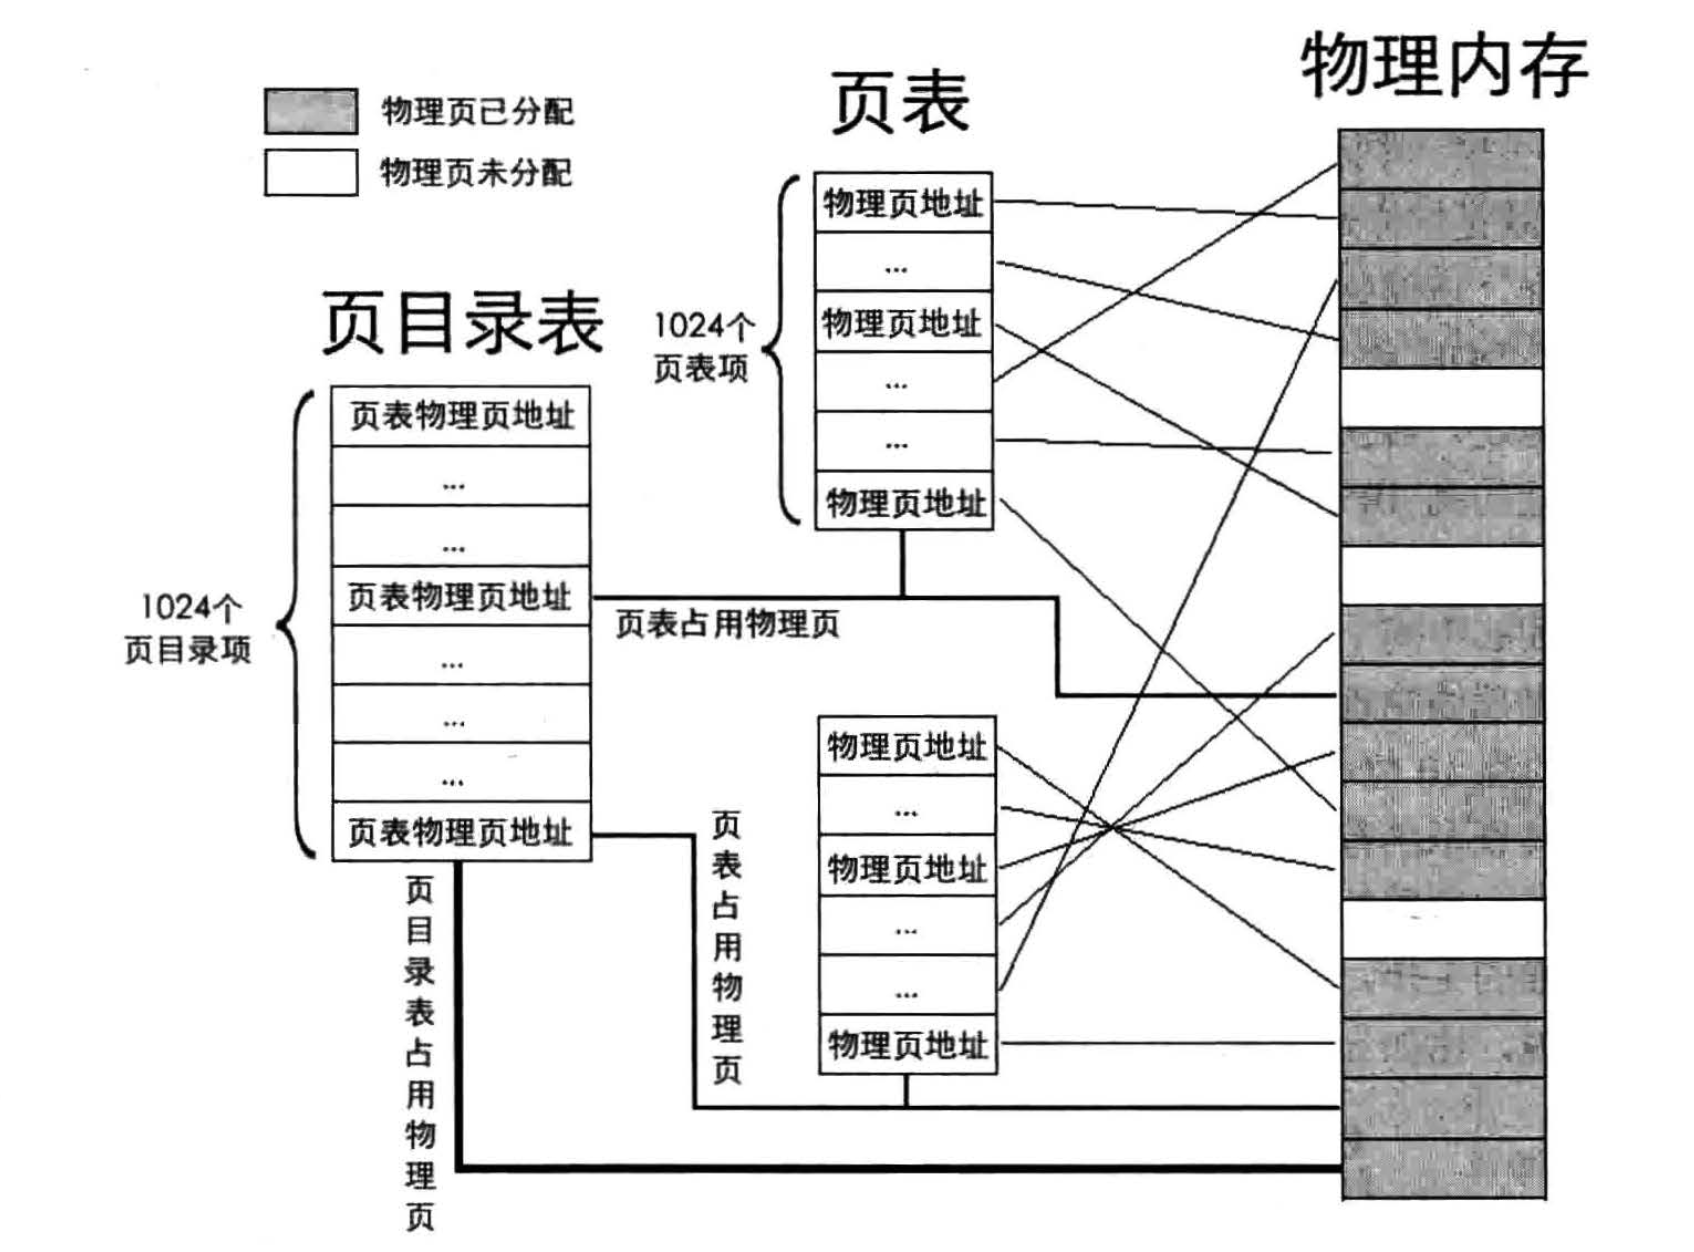 物理内存
页表
物理页已分配
物理页未分配
页目录表
1024个
页表项
物理页地址
...
物理页地址
...
...
物理页地址
1024个
页目录项
页表物理页地址
...
...
页表物理页地址
...
...
...
页表物理页地址
页表占用物理页
页表占用物理页
物理页地址
...
物理页地址
...
...
物理页地址
页目录表占用物理页